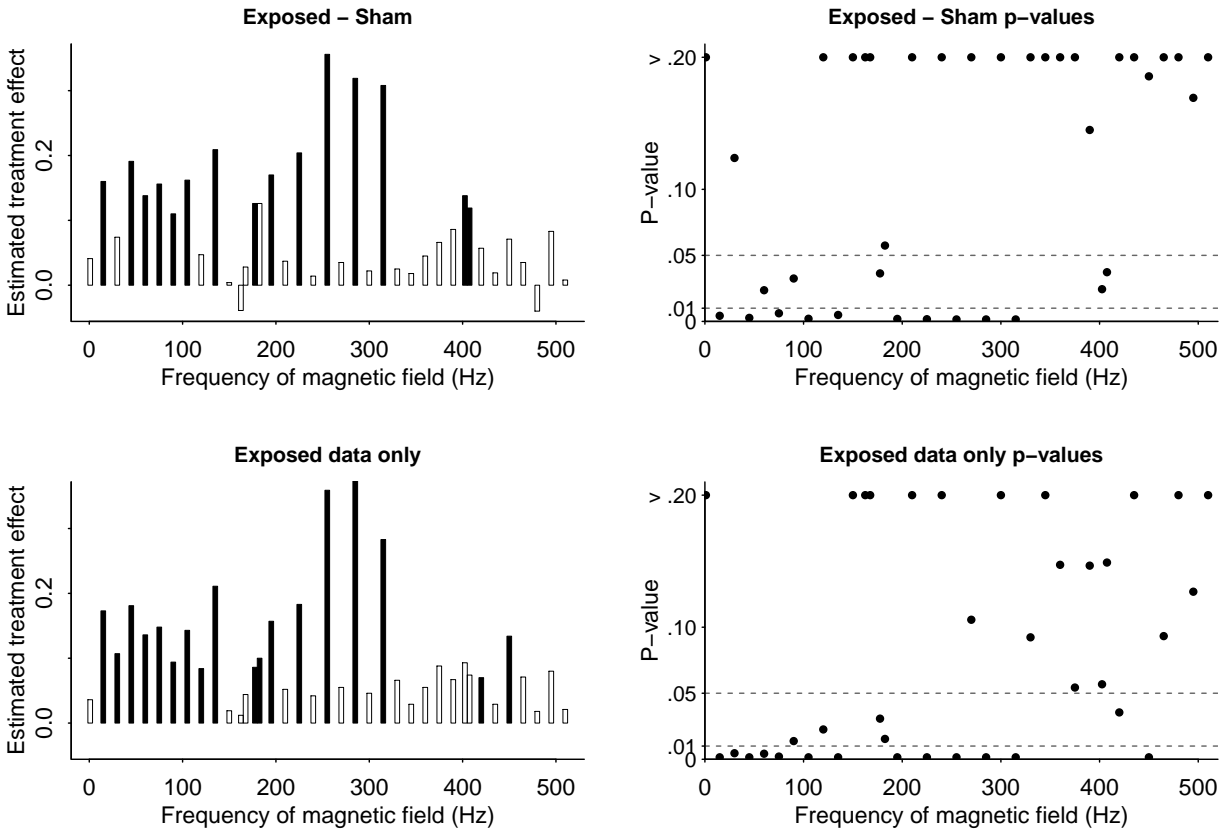 Exposed − Sham
Estimated treatment effect
0.2
0.0
0 100 200 300 400 500
Frequency of magnetic field (Hz)
Exposed − Sham p−values
P−value
> .20
.10
.05
.01
0
0 100 200 300 400 500
Frequency of magnetic field (Hz)
Exposed data only
Estimated treatment effect
0.2
0.0
0 100 200 300 400 500
Frequency of magnetic field (Hz)
Exposed data only p−values
P−value
> .20
.10
.05
.01
0
0 100 200 300 400 500
Frequency of magnetic field (Hz)